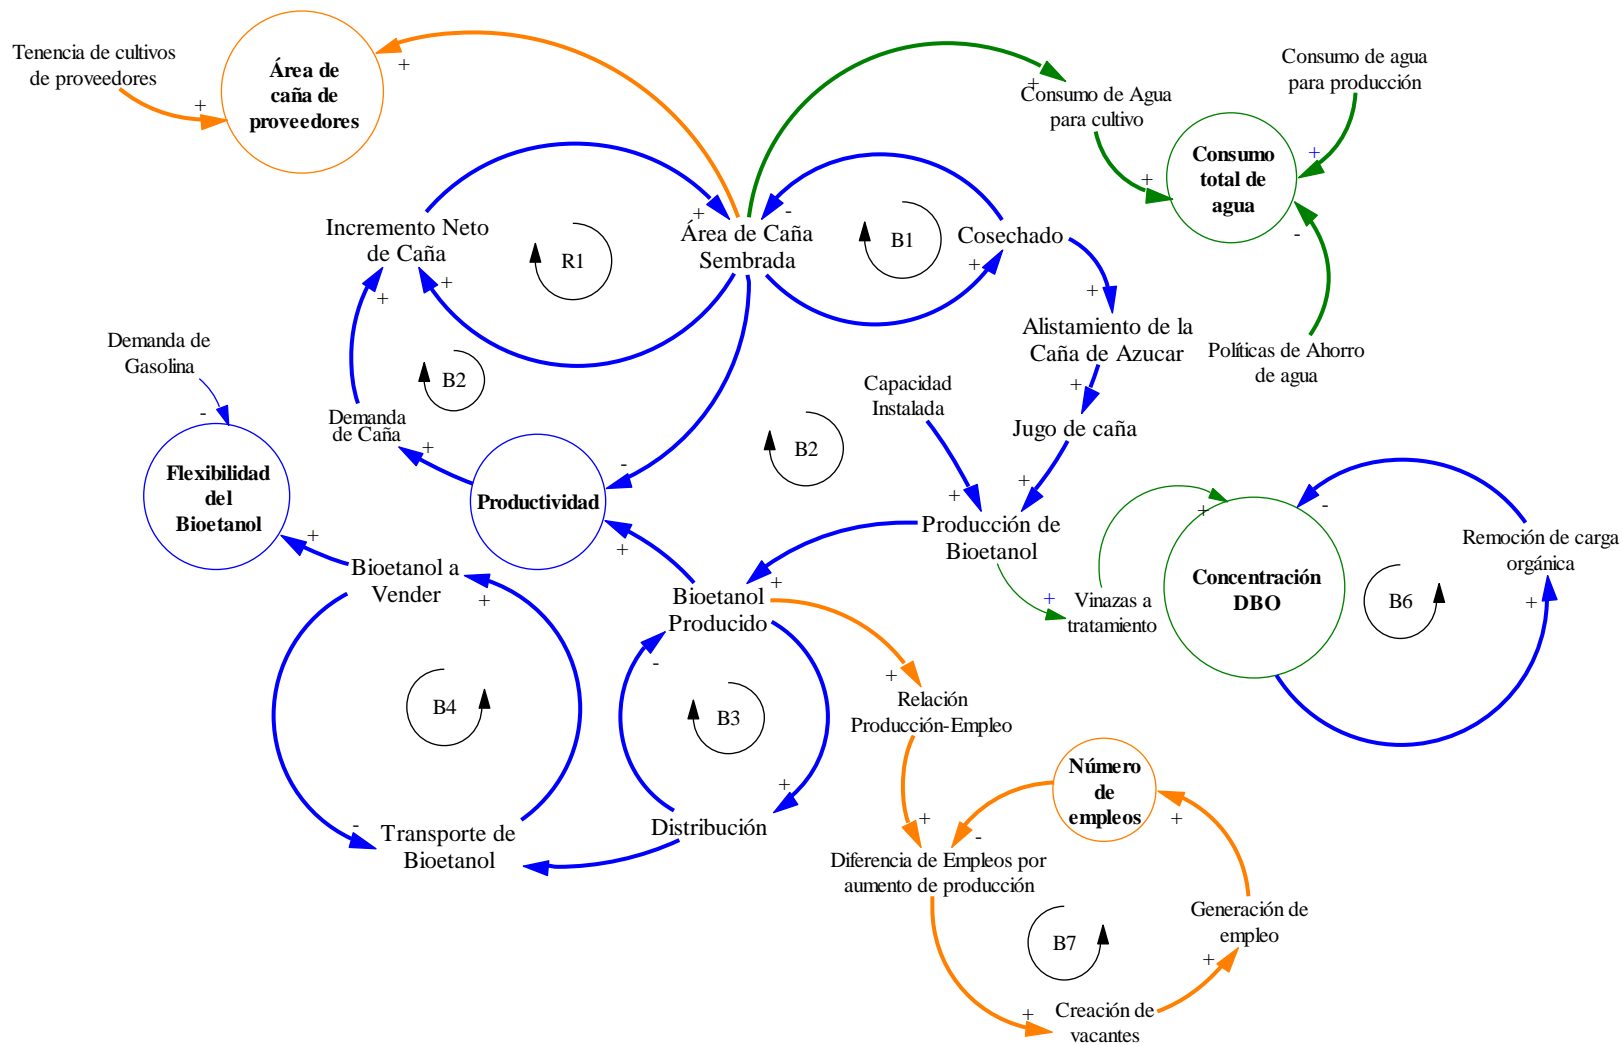 Tenencia de cultivos
de proveedores
+
Área de
caña de
proveedores
+
+
Consumo de Agua
para cultivo
Consumo de agua
para producción
+
+
Consumo
total de
agua
-
Políticas de Ahorro
de agua
Incremento Neto
de Caña
+
+
R1
+
Área de Caña
Sembrada
-
B1
+
Cosechado
+
Alistamiento de la
Caña de Azucar
+
Jugo de caña
+
Capacidad
Instalada
+
Demanda de
Gasolina
-
Flexibilidad
del
Bioetanol
+
B2
Demanda
de Caña
+
Productividad
-
+
B2
Producción de
Bioetanol
+
Vinazas a
tratamiento
+
Concentración
DBO
-
Remoción de carga
orgánica
+
B6
Bioetanol a
Vender
+
B4
-
Transporte de
Bioetanol
Bioetanol
Producido
+
-
B3
+
Distribución
+
Relación
Producción-Empleo
+
Diferencia de Empleos por
aumento de producción
-
Número
de
empleos
+
B7
Generación de
empleo
+
Creación de
vacantes
+